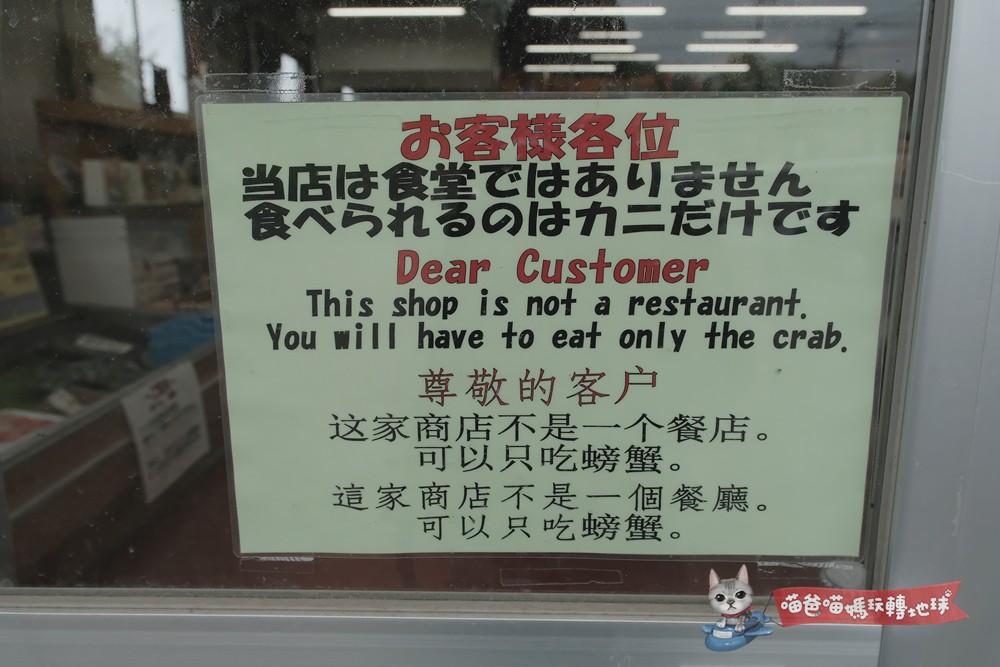 お客様各位
当店は食堂ではありません
食べられるのはカニだけです
Dear Customer
This shop is not a restaurant.
You will have to eat only the crab.
尊敬的客户
这家商店不是一个餐店。
可以只吃螃蟹。
這家商店不是一個餐廳。
可以只吃螃蟹。
喵爸喵媽玩轉地球